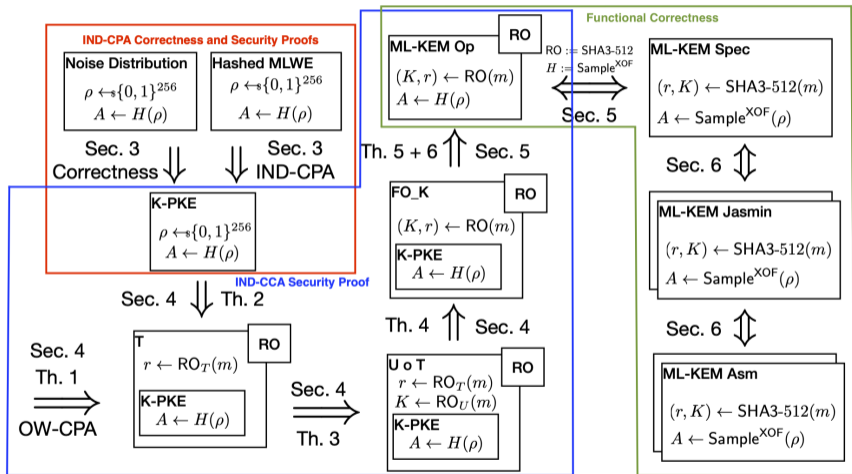 Functional Correctness
IND-CPA Correctness and Security Proofs
Noise Distribution
ρ ←$ {0, 1}^256
A ← H(ρ)
Hashed MLWE
ρ ←$ {0, 1}^256
A ← H(ρ)
ML-KEM Op
RO
(K, r) ← RO(m)
A ← H(ρ)
RO := SHA3-512
H := Sample^XOF
Sec. 5
ML-KEM Spec
(r, K) ← SHA3-512(m)
A ← Sample^XOF(ρ)
Sec. 3
Correctness
Sec. 3
IND-CPA
Th. 5 + 6
Sec. 5
Sec. 6
K-PKE
ρ ←$ {0, 1}^256
A ← H(ρ)
FO_K
RO
(K, r) ← RO(m)
K-PKE
A ← H(ρ)
ML-KEM Jasmin
(r, K) ← SHA3-512(m)
A ← Sample^XOF(ρ)
IND-CCA Security Proof
Sec. 4
Th. 2
Th. 4
Sec. 4
Sec. 6
Sec. 4
Th. 1
OW-CPA
T
RO
r ← RO_T(m)
K-PKE
A ← H(ρ)
Sec. 4
Th. 3
U o T
RO
r ← RO_T(m)
K ← RO_U(m)
K-PKE
A ← H(ρ)
ML-KEM Asm
(r, K) ← SHA3-512(m)
A ← Sample^XOF(ρ)